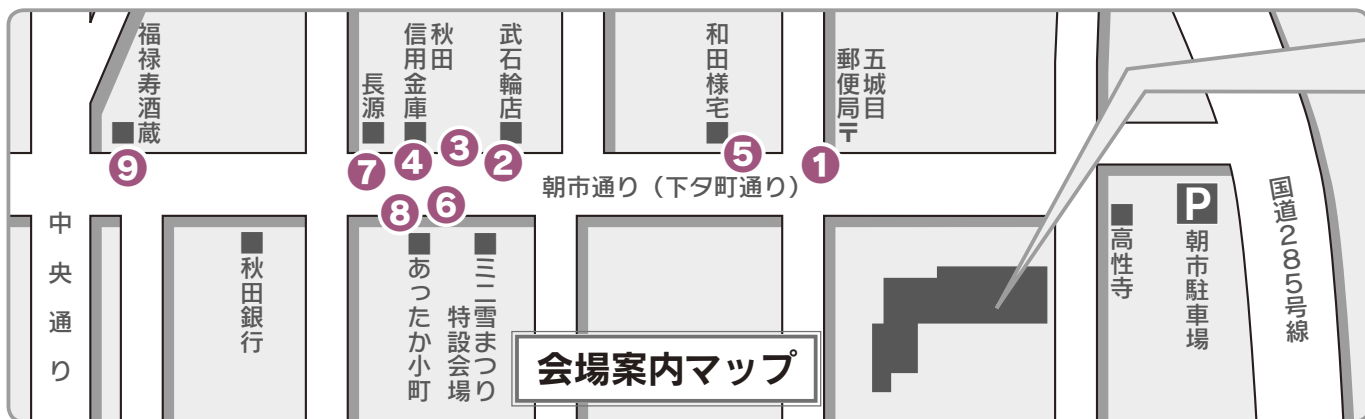 福禄寿酒蔵
長源
秋田
信用金庫
武石輪店
和田様宅
五城目
郵便局〒
9
7
4
3
2
5
1
朝市通り（下タ町通り）
8
6
中央通り
秋田銀行
あったか小町
ミニ雪まつり
特設会場
会場案内マップ
高性寺
P
朝市駐車場
国道285号線